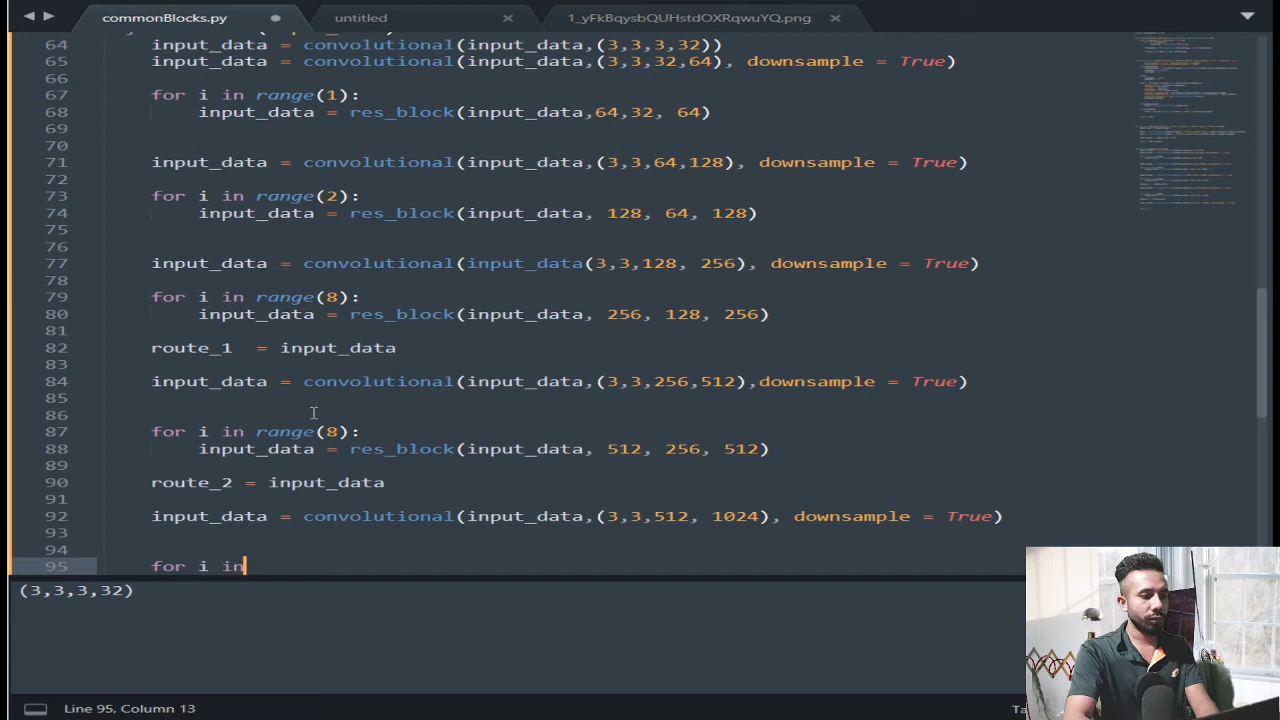 commonBlocks.py
untitled
1_yFkBqysbQUHstdOXRqwuYQ.png
64 input_data = convolutional(input_data,(3,3,3,32))
65 input_data = convolutional(input_data,(3,3,32,64), downsample = True)
66
67 for i in range(1):
68 input_data = res_block(input_data,64,32, 64)
69
70
71 input_data = convolutional(input_data,(3,3,64,128), downsample = True)
72
73 for i in range(2):
74 input_data = res_block(input_data, 128, 64, 128)
75
76
77 input_data = convolutional(input_data(3,3,128, 256), downsample = True)
78
79 for i in range(8):
80 input_data = res_block(input_data, 256, 128, 256)
81
82 route_1  = input_data
83
84 input_data = convolutional(input_data,(3,3,256,512),downsample = True)
85
86
87 for i in range(8):
88 input_data = res_block(input_data, 512, 256, 512)
89
90 route_2 = input_data
91
92 input_data = convolutional(input_data,(3,3,512, 1024), downsample = True)
93
94
95 for i in
(3,3,3,32)
Line 95, Column 13